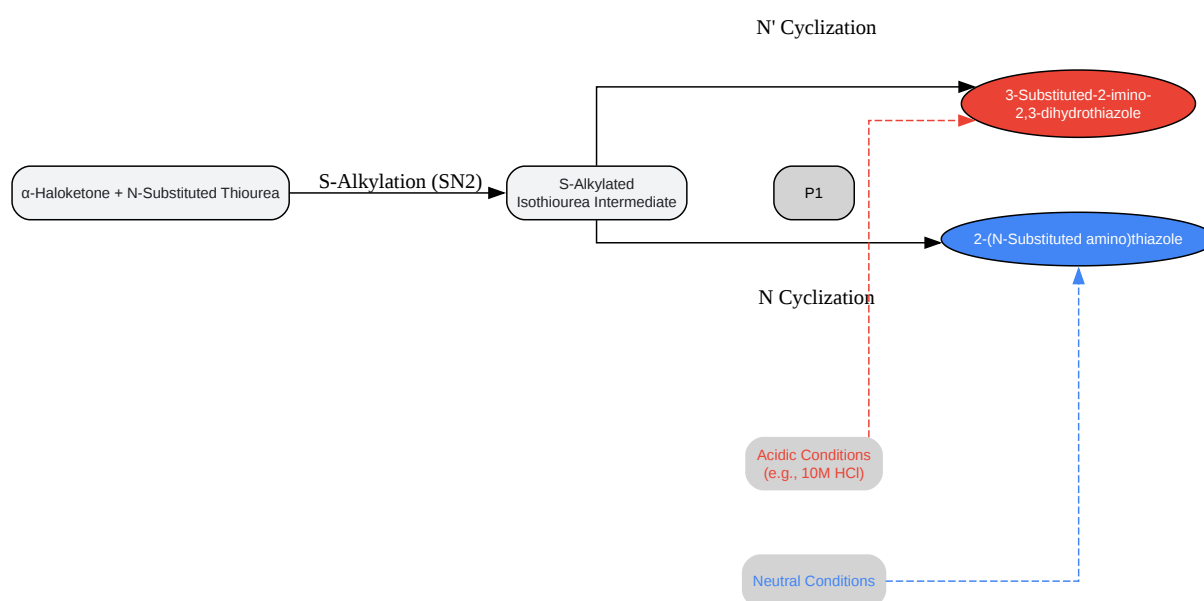 N' Cyclization
3-Substituted-2-imino-
2,3-dihydrothiazole
α-Haloketone + N-Substituted Thiourea
S-Alkylation (SN2)
S-Alkylated
Isothiourea Intermediate
P1
2-(N-Substituted amino)thiazole
N Cyclization
Acidic Conditions
(e.g., 10M HCl)
Neutral Conditions